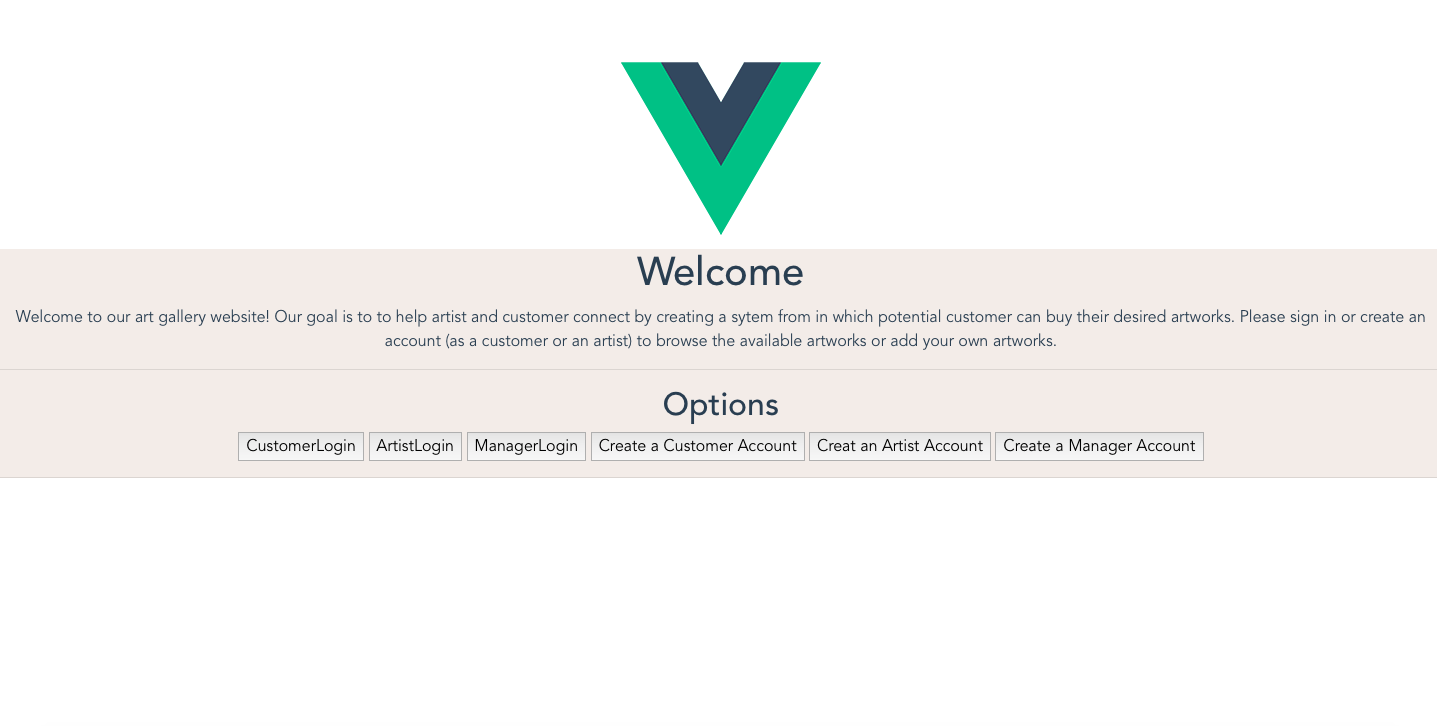 Welcome
Welcome to our art gallery website! Our goal is to to help artist and customer connect by creating a sytem from in which potential customer can buy their desired artworks. Please sign in or create an
account (as a customer or an artist) to browse the available artworks or add your own artworks.
Options
CustomerLogin ArtistLogin ManagerLogin Create a Customer Account Creat an Artist Account Create a Manager Account